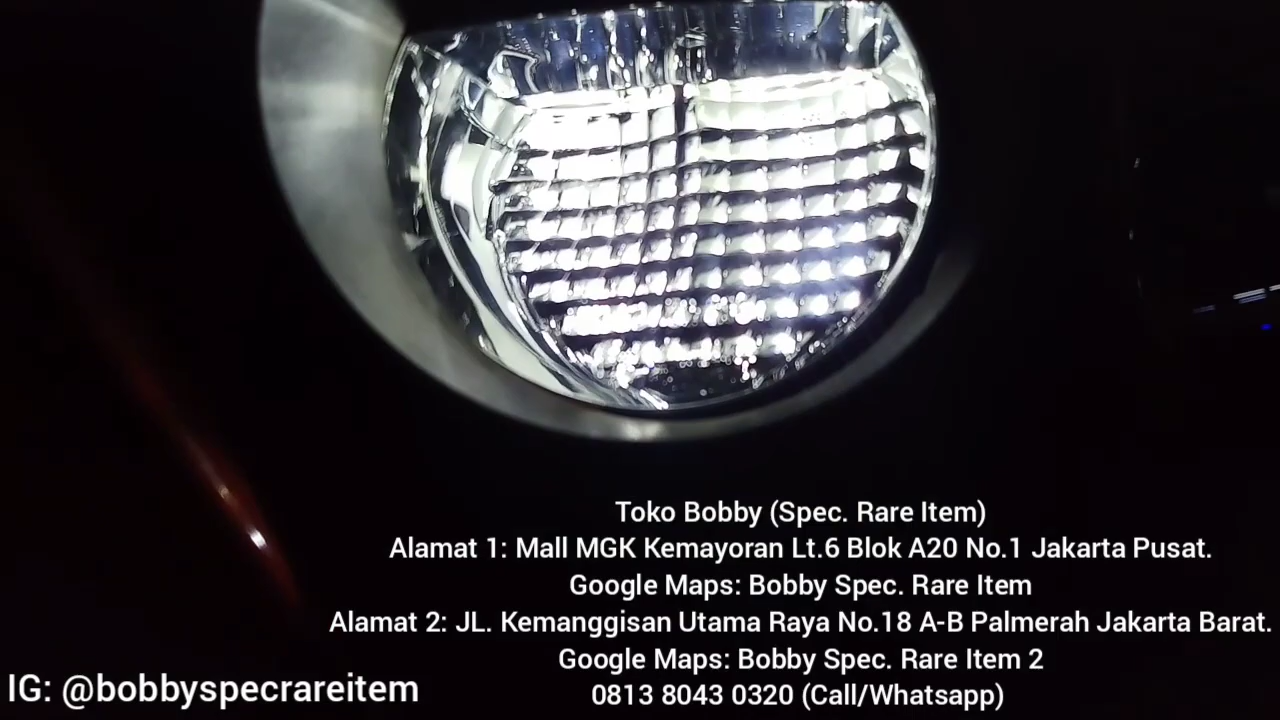 Toko Bobby (Spec. Rare Item)
Alamat 1: Mall MGK Kemayoran Lt.6 Blok A20 No.1 Jakarta Pusat.
Google Maps: Bobby Spec. Rare Item
Alamat 2: JL. Kemanggisan Utama Raya No.18 A-B Palmerah Jakarta Barat.
Google Maps: Bobby Spec. Rare Item 2
0813 8043 0320 (Call/Whatsapp)
IG: @bobbyspecrareitem